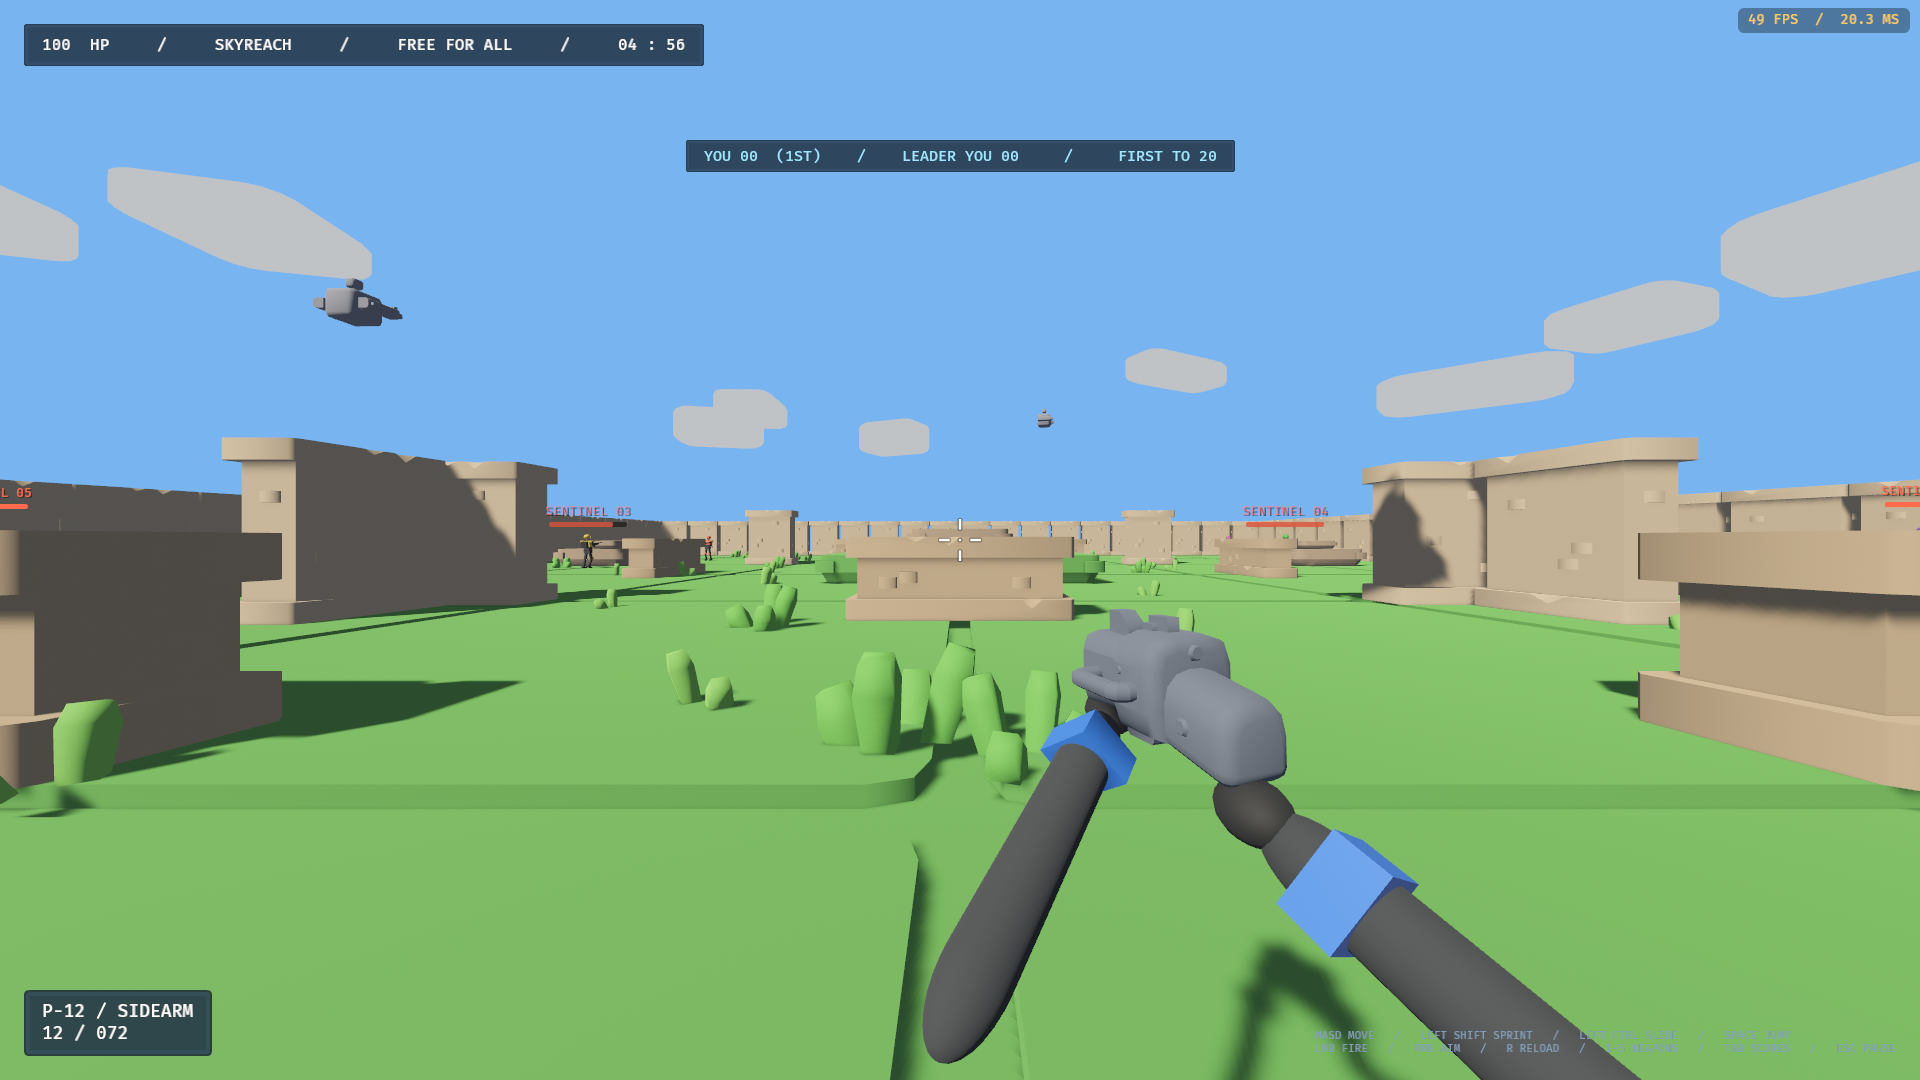 49 FPS / 20.3 MS
100 HP / SKYREACH / FREE FOR ALL / 04 : 56
YOU 00 (1ST) / LEADER YOU 00 / FIRST TO 20
L 05
SENTINEL 03
SENTINEL 04
SENTI
P-12 / SIDEARM
12 / 072
WASD MOVE / LEFT SHIFT SPRINT /
FIRE / AIM / R RELOAD /